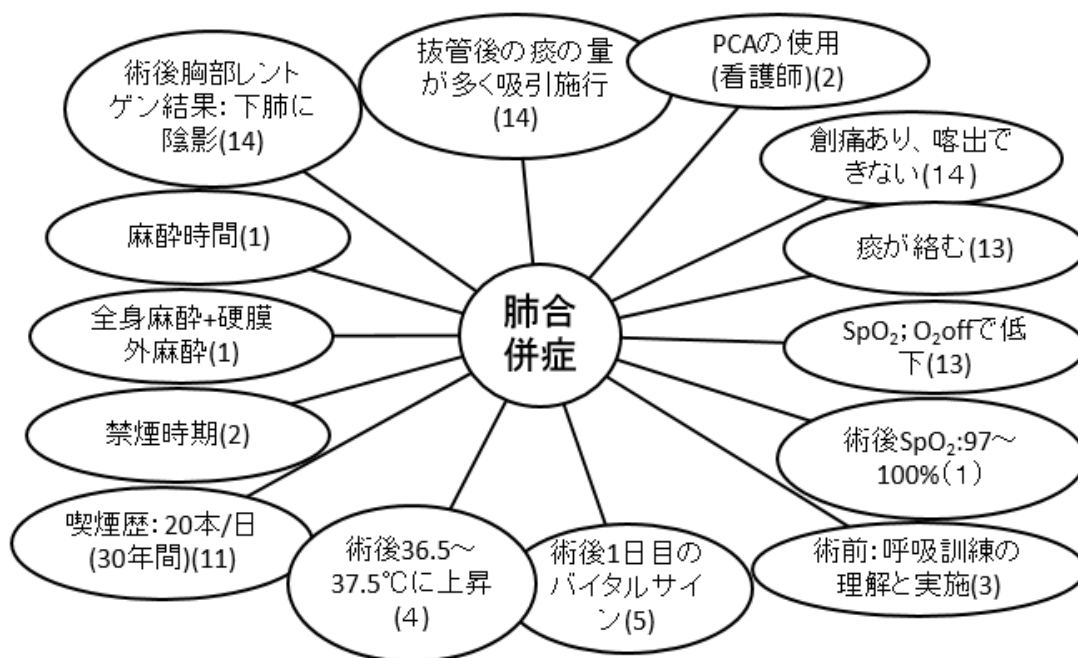 術後胸部レント
ゲン結果: 下肺に
陰影(14)
抜管後の痰の量
が多く吸引施行
(14)
PCAの使用
(看護師)(2)
創痛あり、喀出で
きない(14)
麻酔時間(1)
痰が絡む(13)
肺合
併症
全身麻酔+硬膜
外麻酔(1)
SpO₂; O₂offで低
下(13)
禁煙時期(2)
術後SpO₂:97~
100%(1)
喫煙歴: 20本/日
(30年間)(11)
術後36.5~
37.5℃に上昇
(4)
術後1日目の
バイタルサイ
ン(5)
術前: 呼吸訓練の
理解と実施(3)